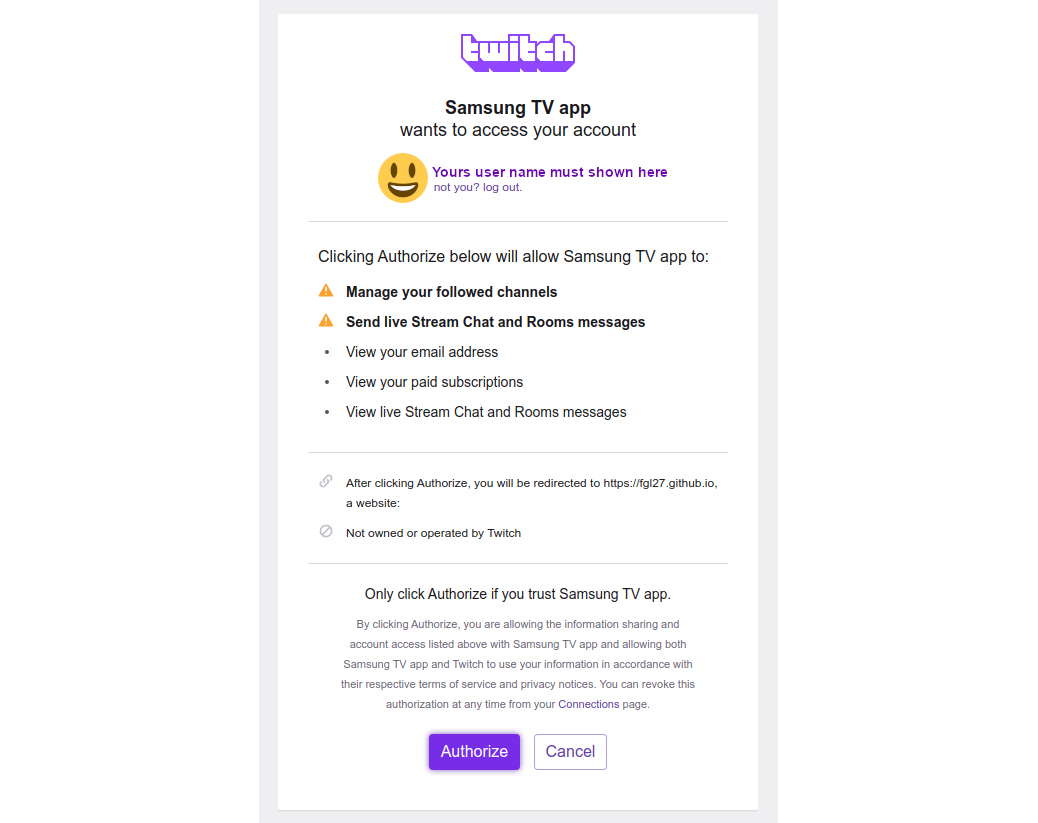 twitch
Samsung TV app
wants to access your account
Yours user name must shown here
not you? log out.
Clicking Authorize below will allow Samsung TV app to:
Manage your followed channels
Send live Stream Chat and Rooms messages
• View your email address
• View your paid subscriptions
• View live Stream Chat and Rooms messages
After clicking Authorize, you will be redirected to https://fgl27.github.io,
a website:
Not owned or operated by Twitch
Only click Authorize if you trust Samsung TV app.
By clicking Authorize, you are allowing the information sharing and
account access listed above with Samsung TV app and allowing both
Samsung TV app and Twitch to use your information in accordance with
their respective terms of service and privacy notices. You can revoke this
authorization at any time from your Connections page.
Authorize Cancel